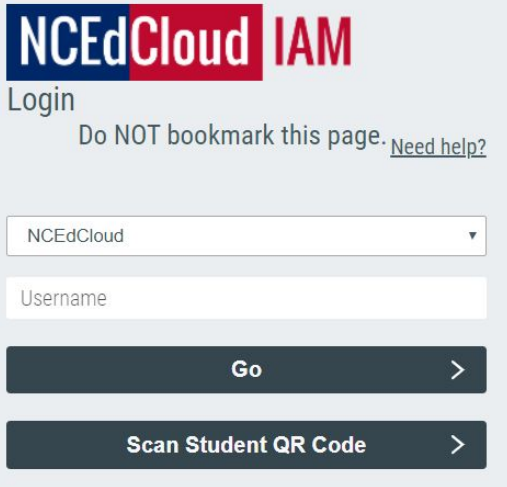 NCEdCloud IAM
Login
Do NOT bookmark this page. Need help?
NCEdCloud
Username
Go
Scan Student QR Code